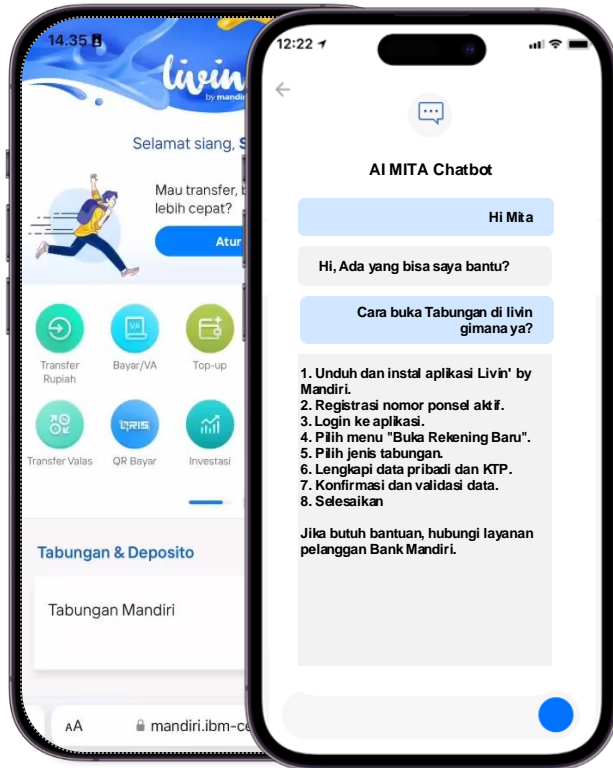 14.35
livin
by mandiri
Selamat siang, S
Mau transfer, b
lebih cepat?
Atur
Transfer
Rupiah
VA
Bayar/VA
Top-up
Transfer Valas
QRIS
QR Bayar
Investasi
Tabungan & Deposito
Tabungan Mandiri
AA
mandiri.ibm-ce
12:22
AI MITA Chatbot
Hi Mita
Hi, Ada yang bisa saya bantu?
Cara buka Tabungan di livin
gimana ya?
1. Unduh dan instal aplikasi Livin' by
Mandiri.
2. Registrasi nomor ponsel aktif.
3. Login ke aplikasi.
4. Pilih menu "Buka Rekening Baru".
5. Pilih jenis tabungan.
6. Lengkapi data pribadi dan KTP.
7. Konfirmasi dan validasi data.
8. Selesaikan
Jika butuh bantuan, hubungi layanan
pelanggan Bank Mandiri.